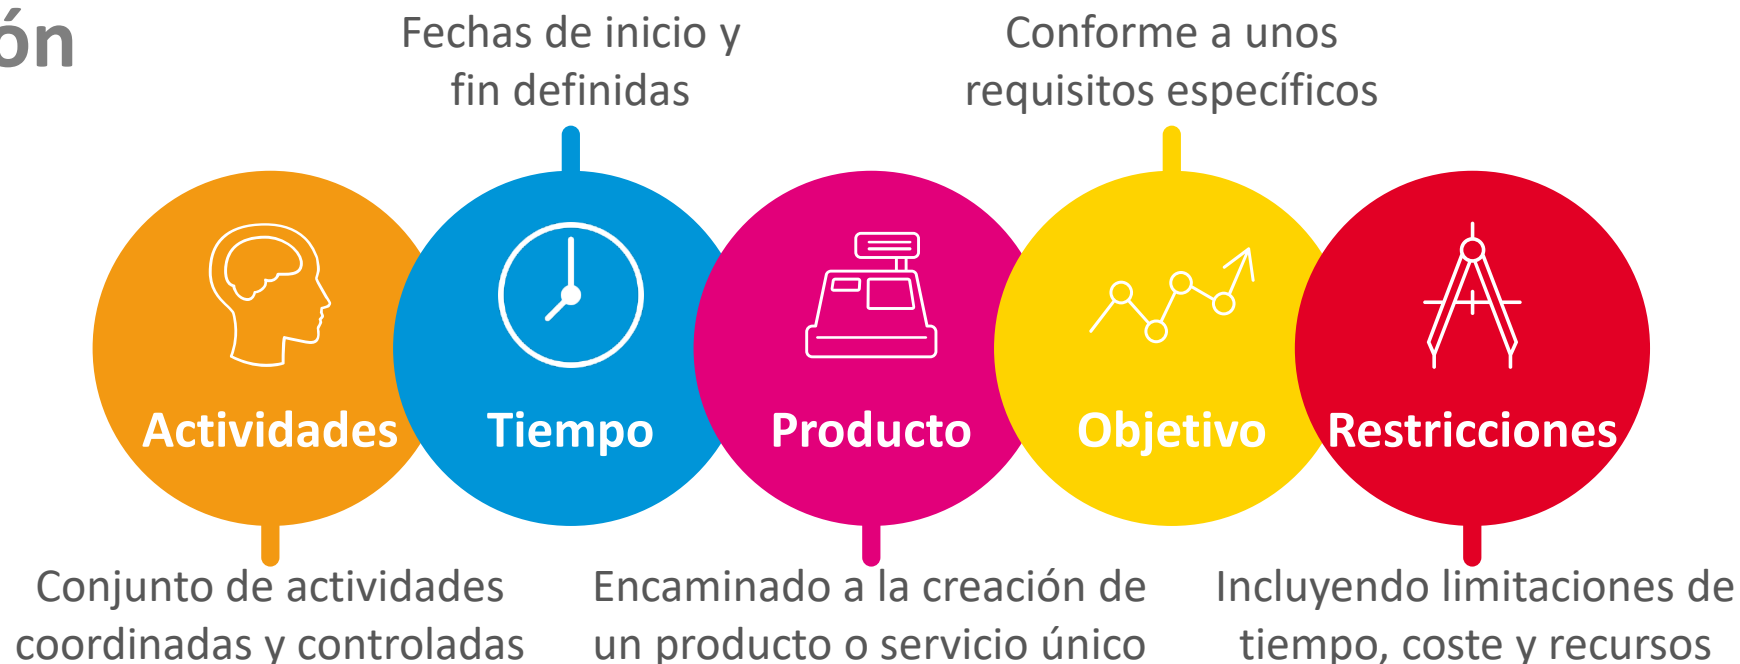 ón
Fechas de inicio y
fin definidas
Conforme a unos
requisitos específicos
Actividades
Tiempo
Producto
Objetivo
Restricciones
Conjunto de actividades
coordinadas y controladas
Encaminado a la creación de
un producto o servicio único
Incluyendo limitaciones de
tiempo, coste y recursos